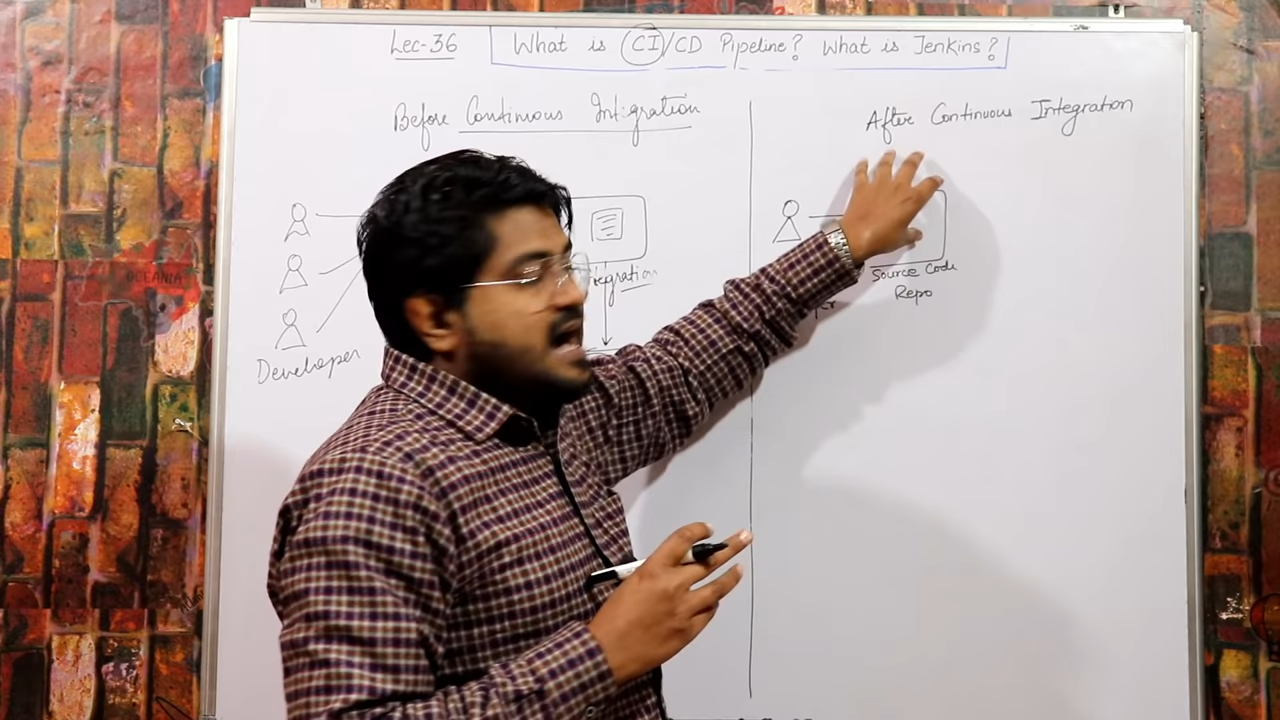 Lec-36
What is CI/CD Pipeline? What is Jenkins?
Before Continuous Integration
After Continuous Integration
Developer
Source Code
Repo
OCEANIA